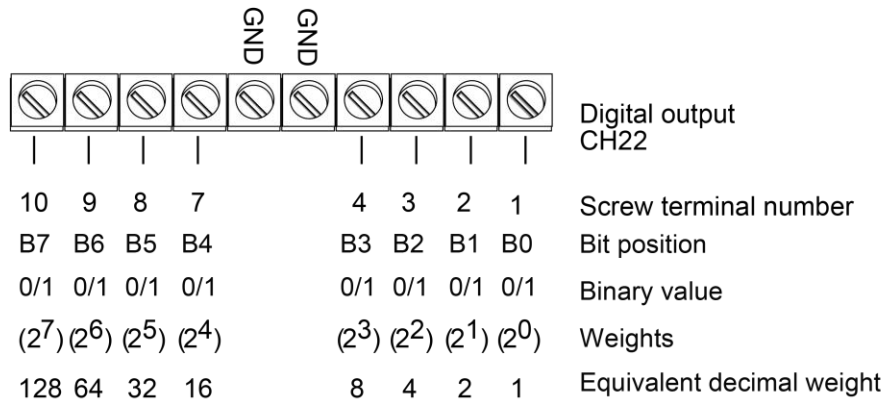 GND GND
Digital output
CH22
10 9 8 7 4 3 2 1 Screw terminal number
B7 B6 B5 B4 B3 B2 B1 B0 Bit position
0/1 0/1 0/1 0/1 0/1 0/1 0/1 0/1 Binary value
(2⁷) (2⁶) (2⁵) (2⁴) (2³) (2²) (2¹) (2⁰) Weights
128 64 32 16 8 4 2 1 Equivalent decimal weight